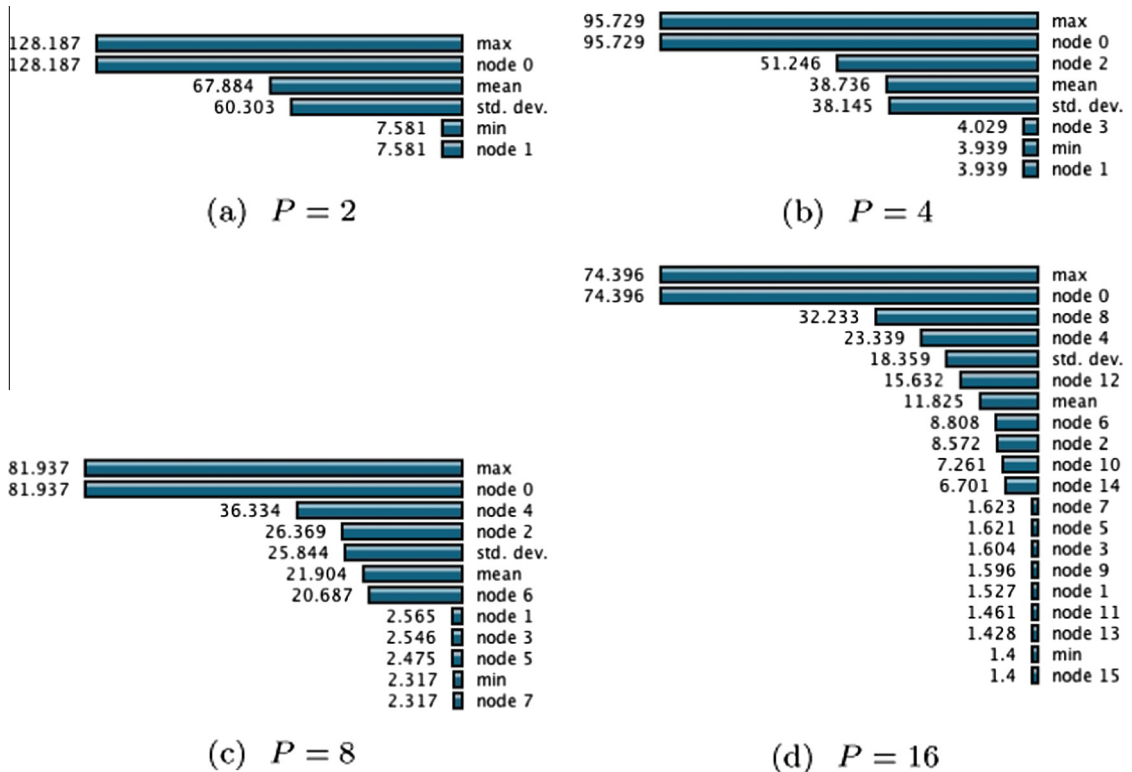 128.187 max
128.187 node 0
67.884 mean
60.303 std. dev.
7.581 min
7.581 node 1
(a) P = 2
95.729 max
95.729 node 0
51.246 node 2
38.736 mean
38.145 std. dev.
4.029 node 3
3.939 min
3.939 node 1
(b) P = 4
81.937 max
81.937 node 0
36.334 node 4
26.369 node 2
25.844 std. dev.
21.904 mean
20.687 node 6
2.565 node 1
2.546 node 3
2.475 node 5
2.317 min
2.317 node 7
(c) P = 8
74.396 max
74.396 node 0
32.233 node 8
23.339 node 4
18.359 std. dev.
15.632 node 12
11.825 mean
8.808 node 6
8.572 node 2
7.261 node 10
6.701 node 14
1.623 node 7
1.621 node 5
1.604 node 3
1.596 node 9
1.527 node 1
1.461 node 11
1.428 node 13
1.4 min
1.4 node 15
(d) P = 16